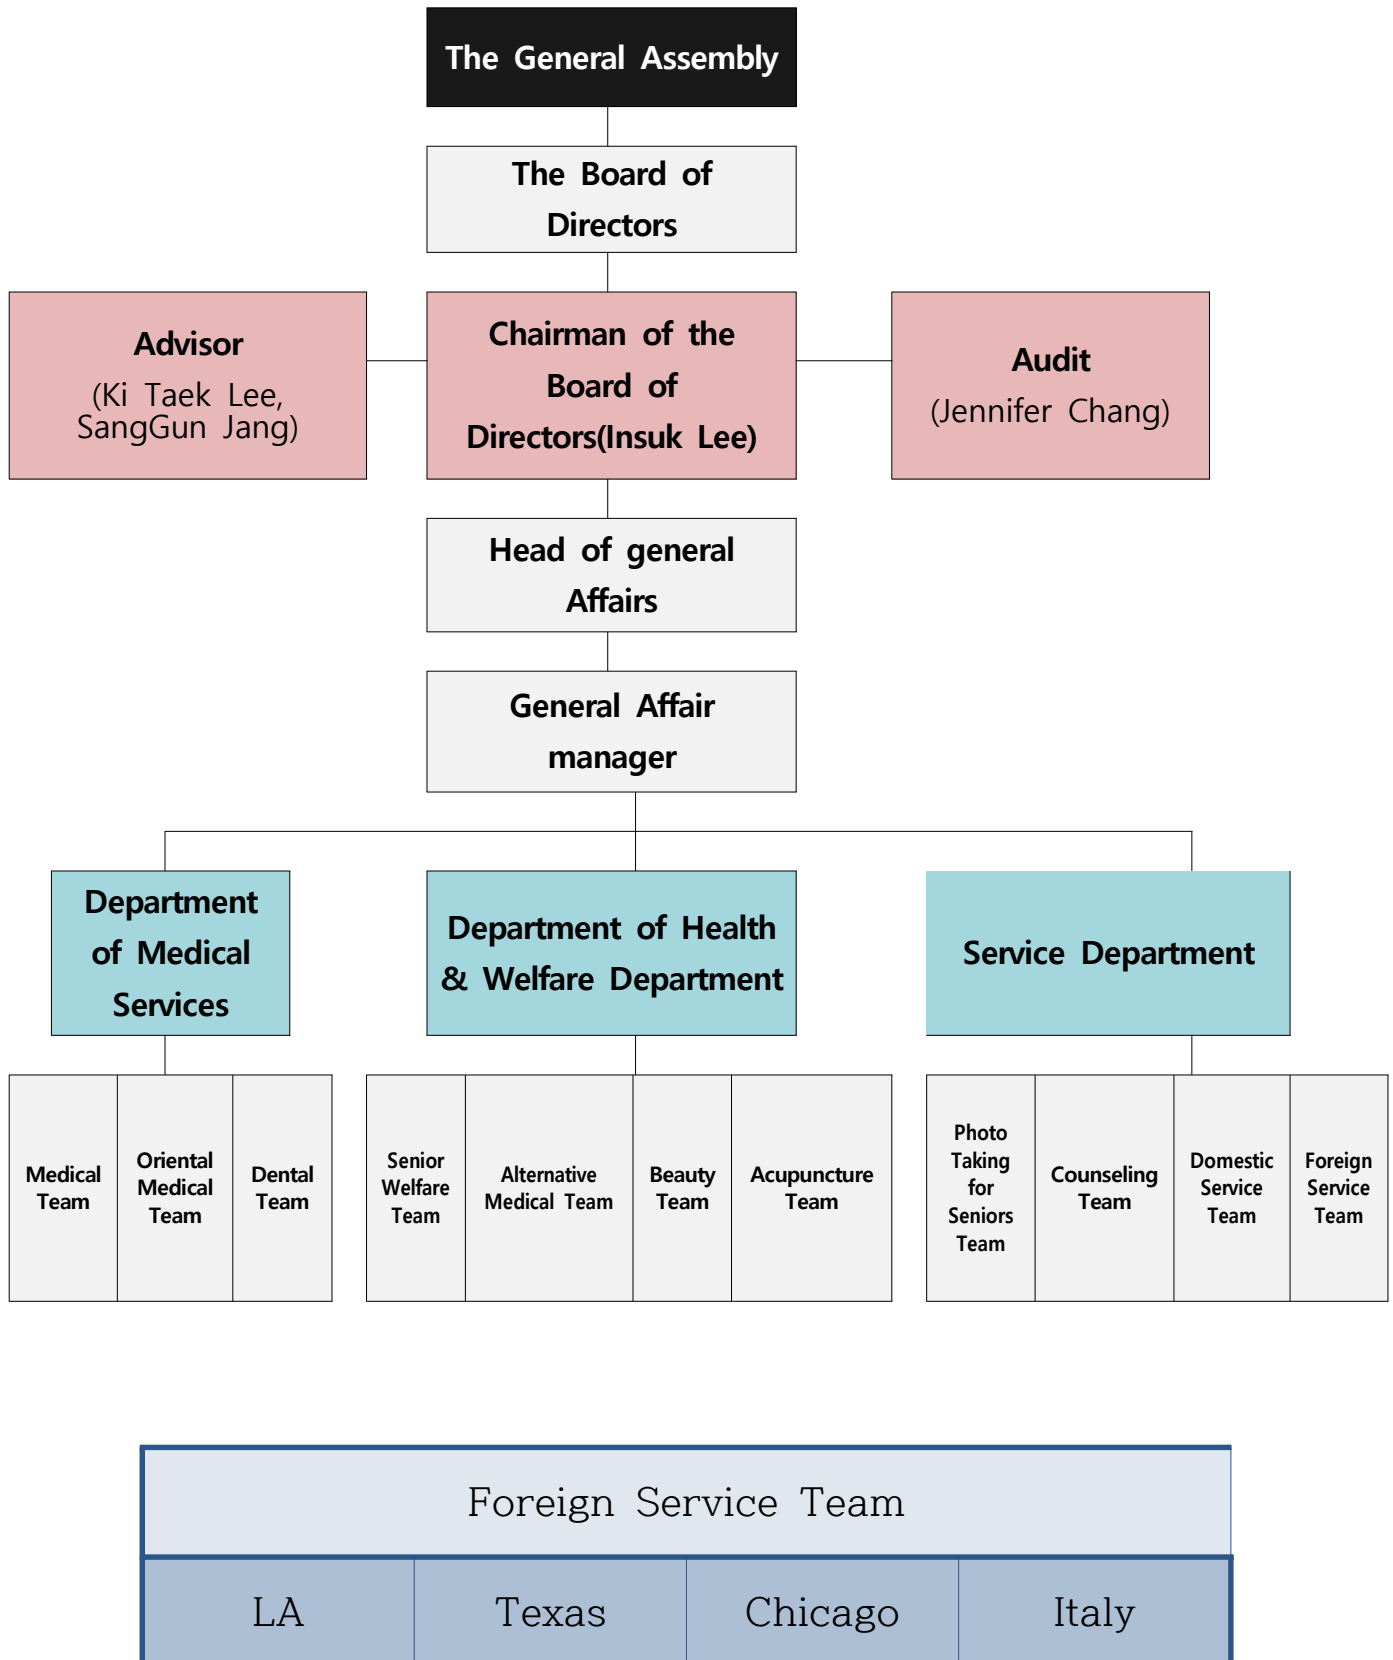 The General Assembly
The Board of
Directors
Advisor
(Ki Taek Lee,
SangGun Jang)
Chairman of the
Board of
Directors(Insuk Lee)
Audit
(Jennifer Chang)
Head of general
Affairs
General Affair
manager
Department
of Medical
Services
Department of Health
& Welfare Department
Service Department
Medical
Team
Oriental
Medical
Team
Dental
Team
Senior
Welfare
Team
Alternative
Medical Team
Beauty
Team
Acupuncture
Team
Photo
Taking
for
Seniors
Team
Counseling
Team
Domestic
Service
Team
Foreign
Service
Team
Foreign Service Team
LA
Texas
Chicago
Italy